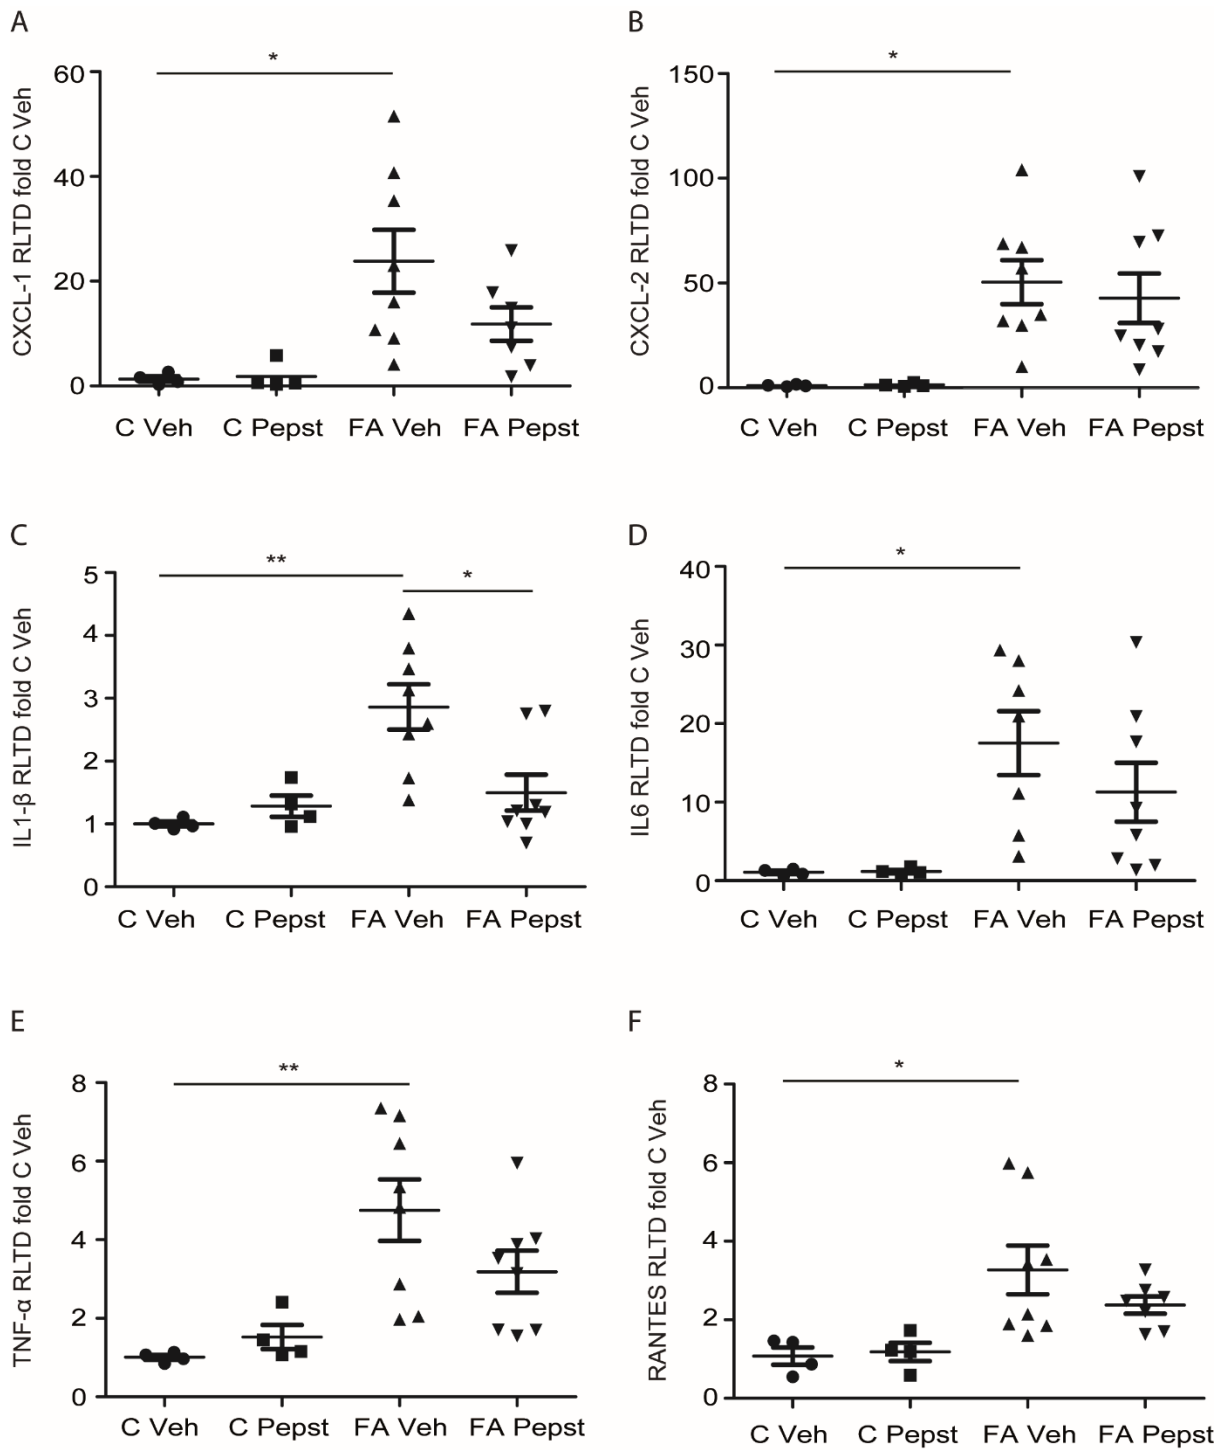 A
CXCL-1 RLTD fold C Veh
*
60
40
20
0
C Veh
C Pepst
FA Veh
FA Pepst
B
CXCL-2 RLTD fold C Veh
*
150
100
50
0
C Veh
C Pepst
FA Veh
FA Pepst
C
IL1-β RLTD fold C Veh
**
*
5
4
3
2
1
0
C Veh
C Pepst
FA Veh
FA Pepst
D
IL6 RLTD fold C Veh
*
40
30
20
10
0
C Veh
C Pepst
FA Veh
FA Pepst
E
TNF-α RLTD fold C Veh
**
8
6
4
2
0
C Veh
C Pepst
FA Veh
FA Pepst
F
RANTES RLTD fold C Veh
*
8
6
4
2
0
C Veh
C Pepst
FA Veh
FA Pepst